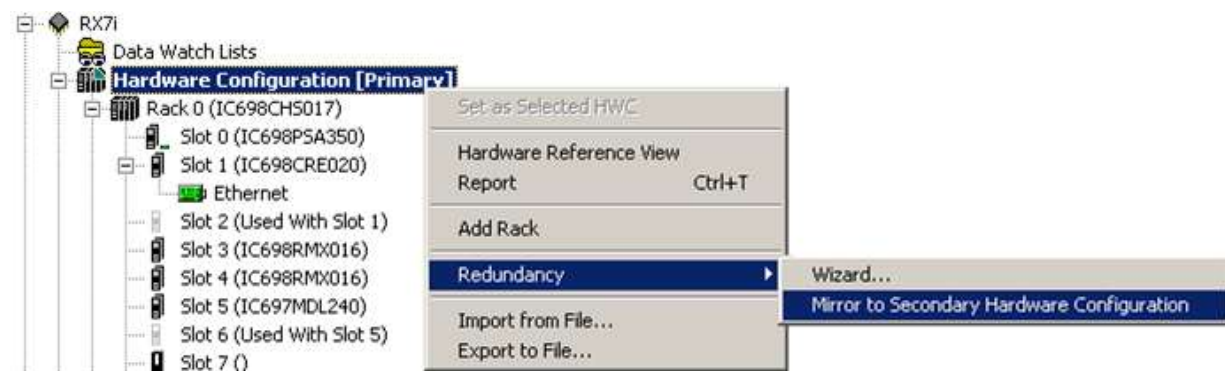 RX7i
Data Watch Lists
Hardware Configuration [Primary]
Rack 0 (IC698CHS017)
Slot 0 (IC698PSA350)
Slot 1 (IC698CRE020)
Ethernet
Slot 2 (Used With Slot 1)
Slot 3 (IC698RMX016)
Slot 4 (IC698RMX016)
Slot 5 (IC697MDL240)
Slot 6 (Used With Slot 5)
Slot 7 ()
Set as Selected HWC
Hardware Reference View
Report Ctrl+T
Add Rack
Redundancy
Import from File...
Export to File...
Wizard...
Mirror to Secondary Hardware Configuration